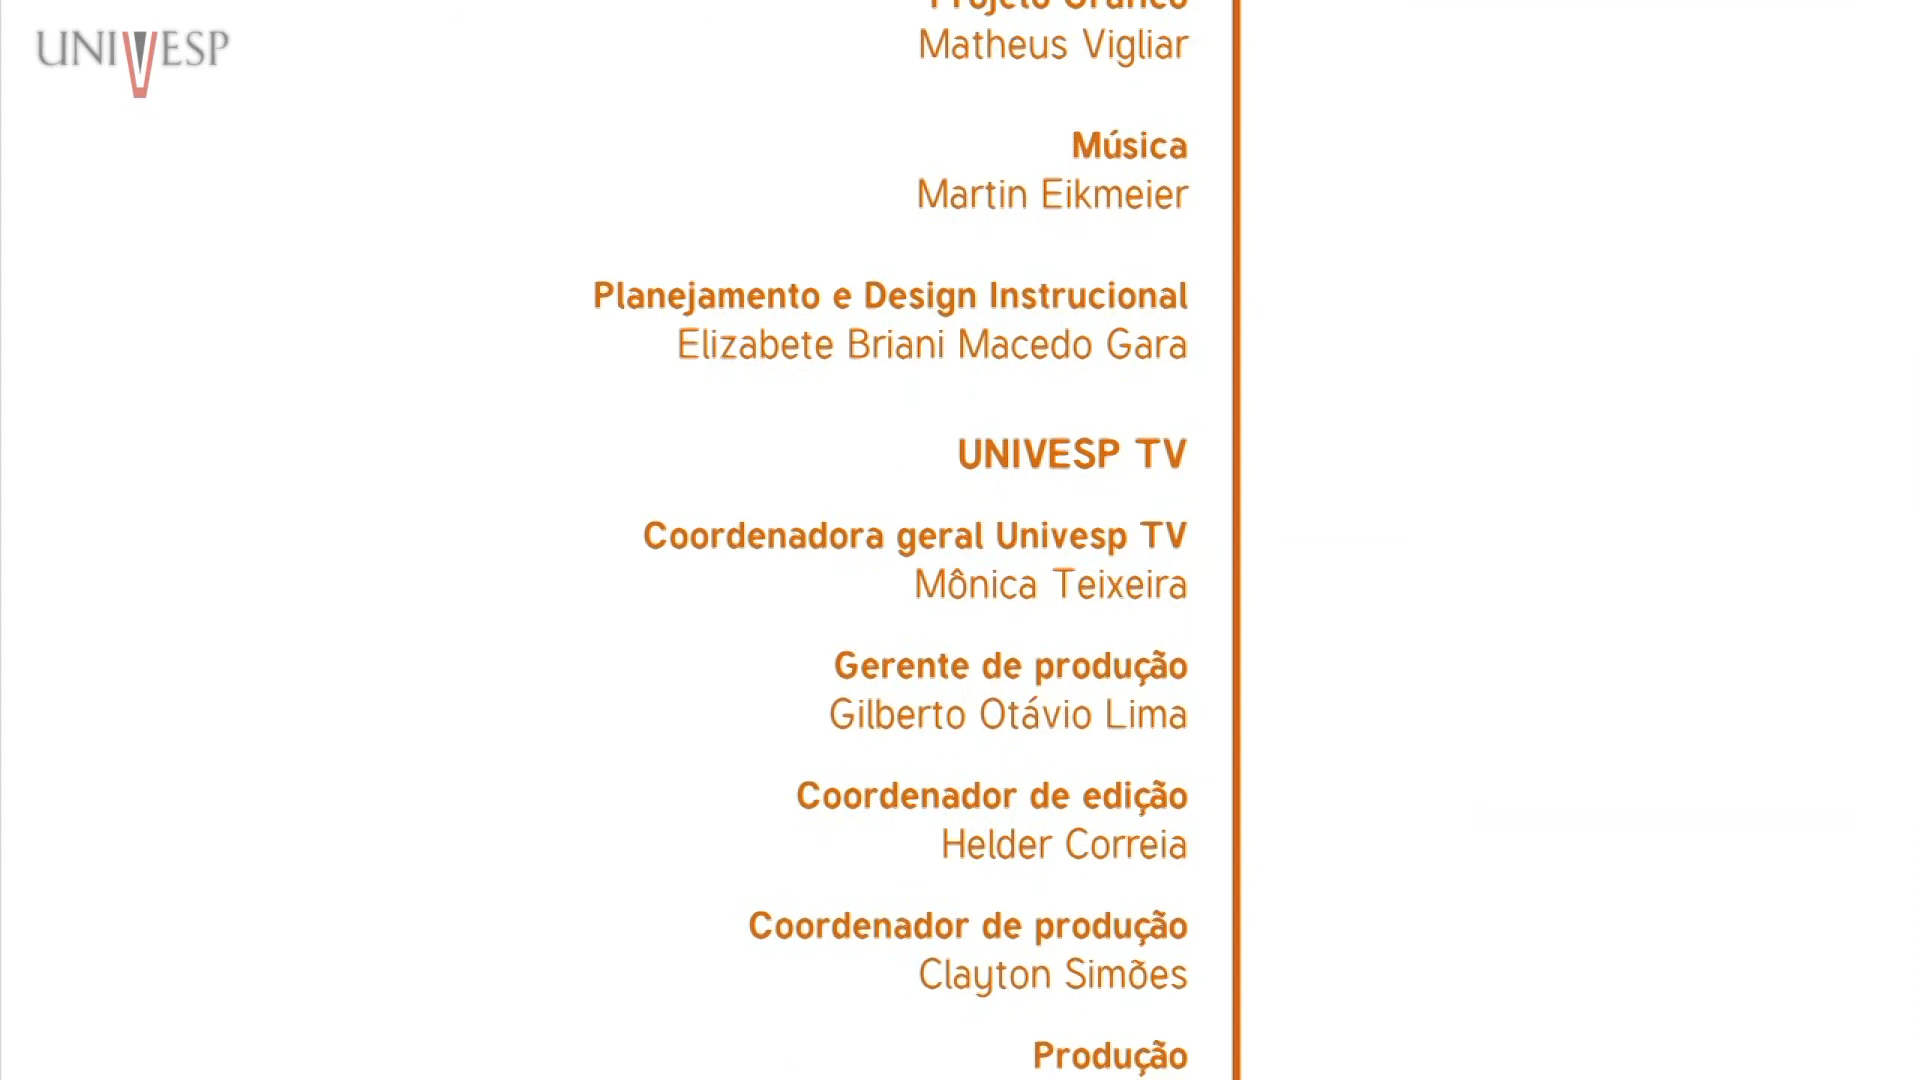 UNIVESP
Projeto Gráfico
Matheus Vigliar
Música
Martin Eikmeier
Planejamento e Design Instrucional
Elizabete Briani Macedo Gara
UNIVESP TV
Coordenadora geral Univesp TV
Mônica Teixeira
Gerente de produção
Gilberto Otávio Lima
Coordenador de edição
Helder Correia
Coordenador de produção
Clayton Simões
Produção